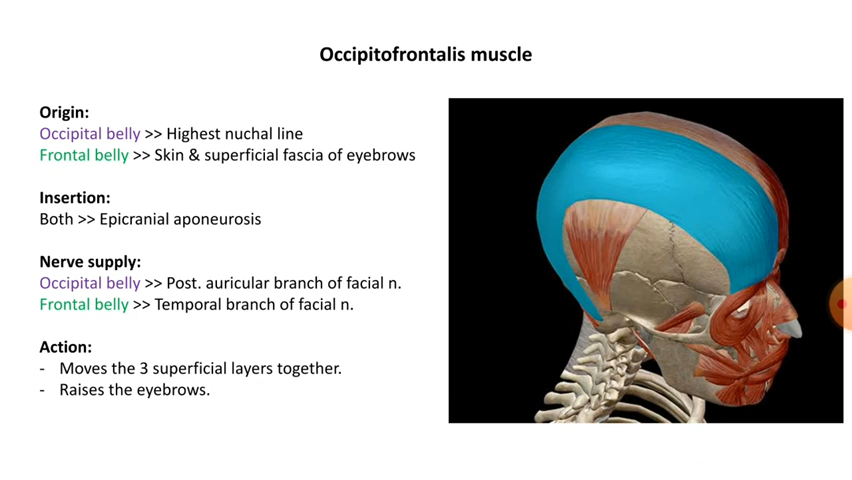 Occipitofrontalis muscle
Origin:
Occipital belly >> Highest nuchal line
Frontal belly >> Skin & superficial fascia of eyebrows
Insertion:
Both >> Epicranial aponeurosis
Nerve supply:
Occipital belly >> Post. auricular branch of facial n.
Frontal belly >> Temporal branch of facial n.
Action:
- Moves the 3 superficial layers together.
- Raises the eyebrows.